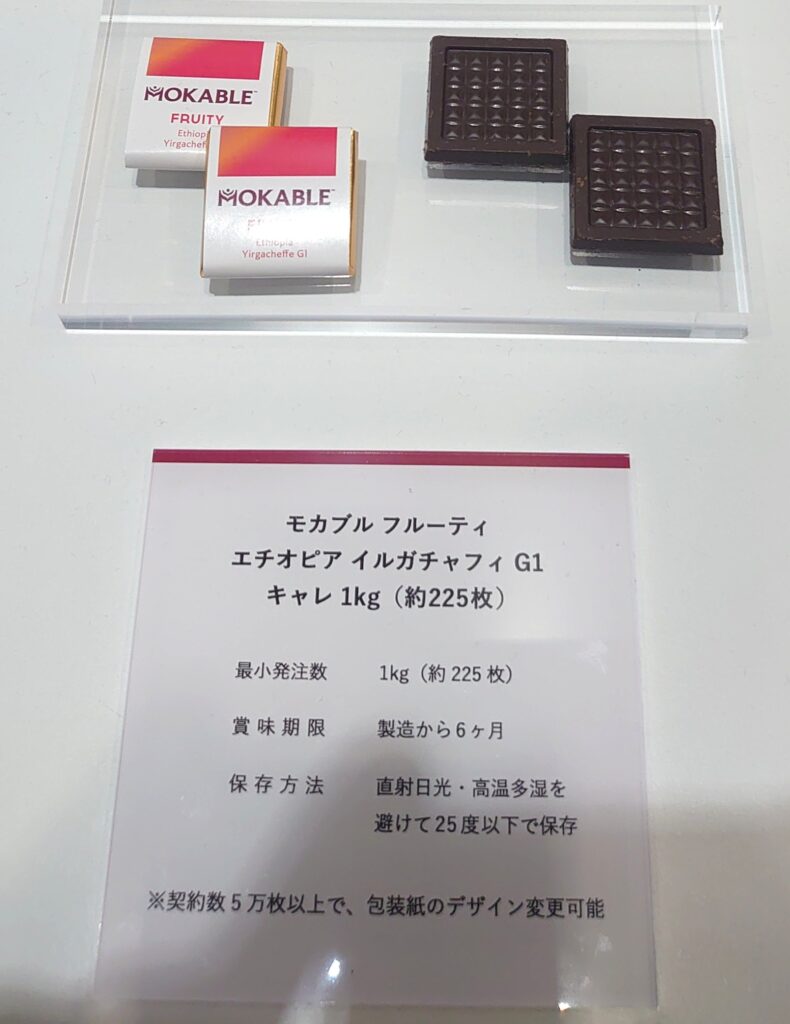 MOKABLE™
FRUITY
Ethiopia
Yirgacheffe
MOKABLE™
Ethiopia
Yirgacheffe G1
モカブル フルーティ
エチオピア イルガチャフィ G1
キャレ 1kg（約225枚）
最小発注数 1kg（約225枚）
賞味期限 製造から6ヶ月
保存方法 直射日光・高温多湿を
避けて25度以下で保存
※契約数5万枚以上で、包装紙のデザイン変更可能